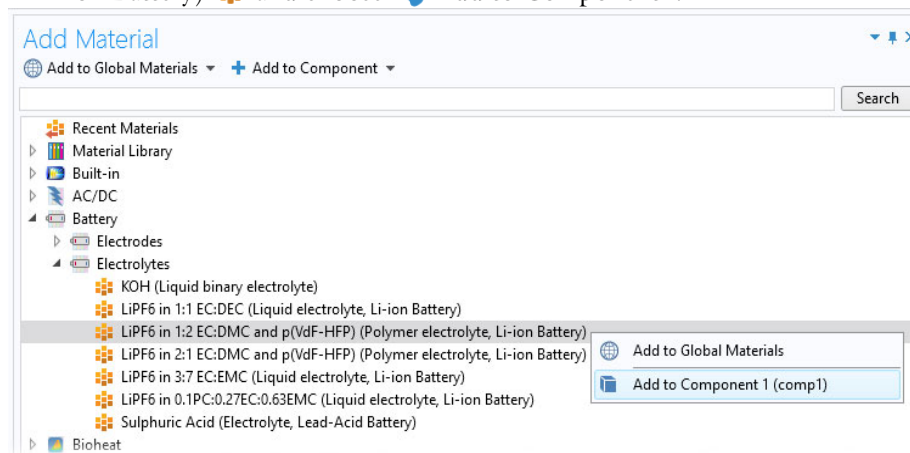 Add Material
Add to Global Materials Add to Component
Search
Recent Materials
Material Library
Built-in
AC/DC
Battery
Electrodes
Electrolytes
KOH (Liquid binary electrolyte)
LiPF6 in 1:1 EC:DEC (Liquid electrolyte, Li-ion Battery)
LiPF6 in 1:2 EC:DMC and p(VdF-HFP) (Polymer electrolyte, Li-ion Battery)
LiPF6 in 2:1 EC:DMC and p(VdF-HFP) (Polymer electrolyte, Li-ion Battery)
Add to Global Materials
LiPF6 in 3:7 EC:EMC (Liquid electrolyte, Li-ion Battery)
Add to Component 1 (comp1)
LiPF6 in 0.1PC:0.27EC:0.63EMC (Liquid electrolyte, Li-ion Battery)
Sulphuric Acid (Electrolyte, Lead-Acid Battery)
Bioheat